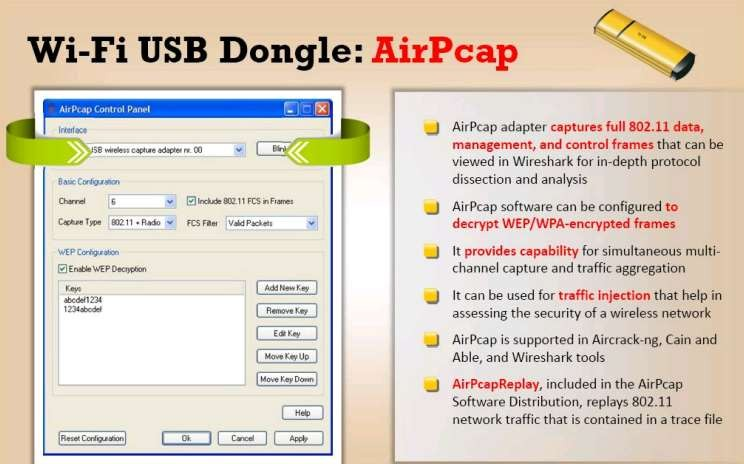 Wi-Fi USB Dongle: AirPcap
AirPcap Control Panel
Interface
USB wireless capture adapter nr. 00
Blink
Basic Configuration
Channel 6 Include 802.11 FCS in Frames
Capture Type 802.11 + Radio FCS Filter Valid Packets
WEP Configuration
Enable WEP Decryption
Keys
abcdef1234
1234abcdef
Add New Key
Remove Key
Edit Key
Move Key Up
Move Key Down
Help
Reset Configuration Ok Cancel Apply
AirPcap adapter captures full 802.11 data,
management, and control frames that can be
viewed in Wireshark for in-depth protocol
dissection and analysis
AirPcap software can be configured to
decrypt WEP/WPA-encrypted frames
It provides capability for simultaneous multi-
channel capture and traffic aggregation
It can be used for traffic injection that help in
assessing the security of a wireless network
AirPcap is supported in Aircrack-ng, Cain and
Able, and Wireshark tools
AirPcapReplay, included in the AirPcap
Software Distribution, replays 802.11
network traffic that is contained in a trace file